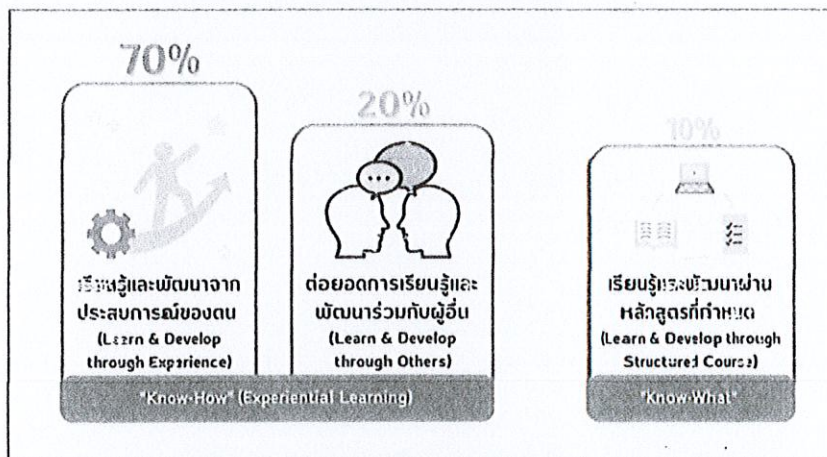 70%
เรียนรู้และพัฒนาจาก
ประสบการณ์ของตน
(Learn & Develop
through Experience)
20%
ต่อยอดการเรียนรู้และ
พัฒนาร่วมกับผู้อื่น
(Learn & Develop
through Others)
"Know-How" (Experiential Learning)
10%
เรียนรู้และพัฒนาผ่าน
หลักสูตรที่กำหนด
(Learn & Develop through
Structured Course)
"Know-What"